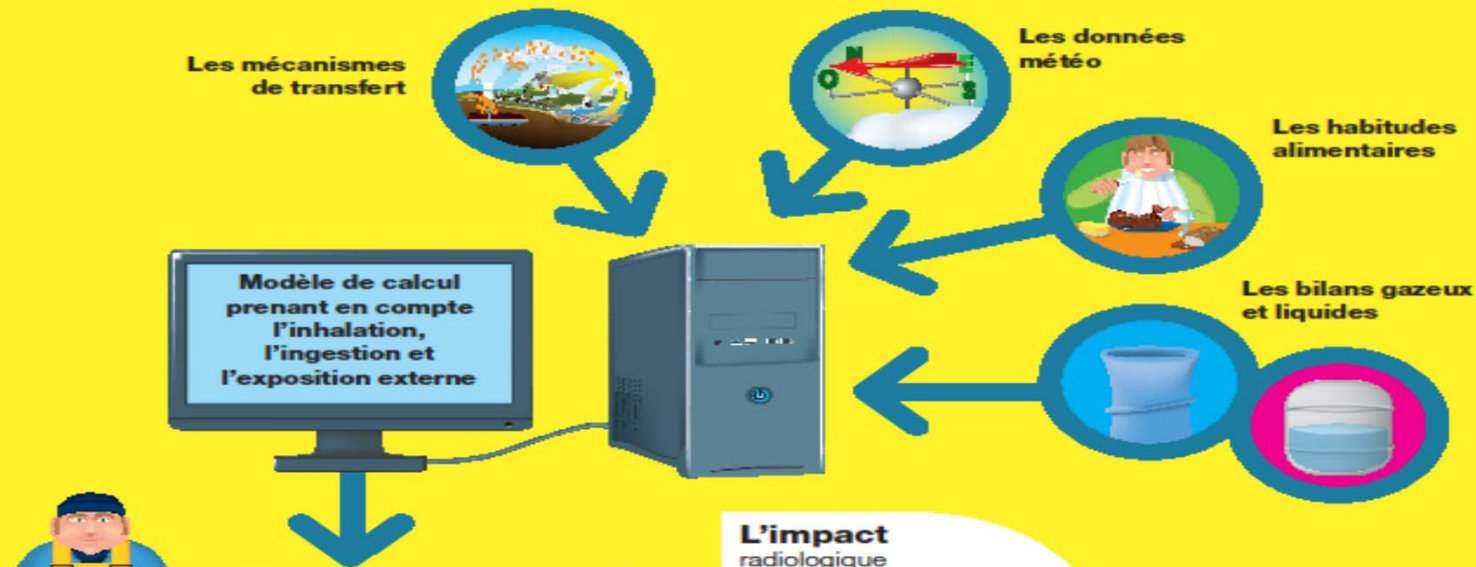 Les mécanismes
de transfert
Les données
météo
N
O
E
S
Les habitudes
alimentaires
Modèle de calcul
prenant en compte
l'inhalation,
l'ingestion et
l'exposition externe
Les bilans gazeux
et liquides
L'impact
radiologique